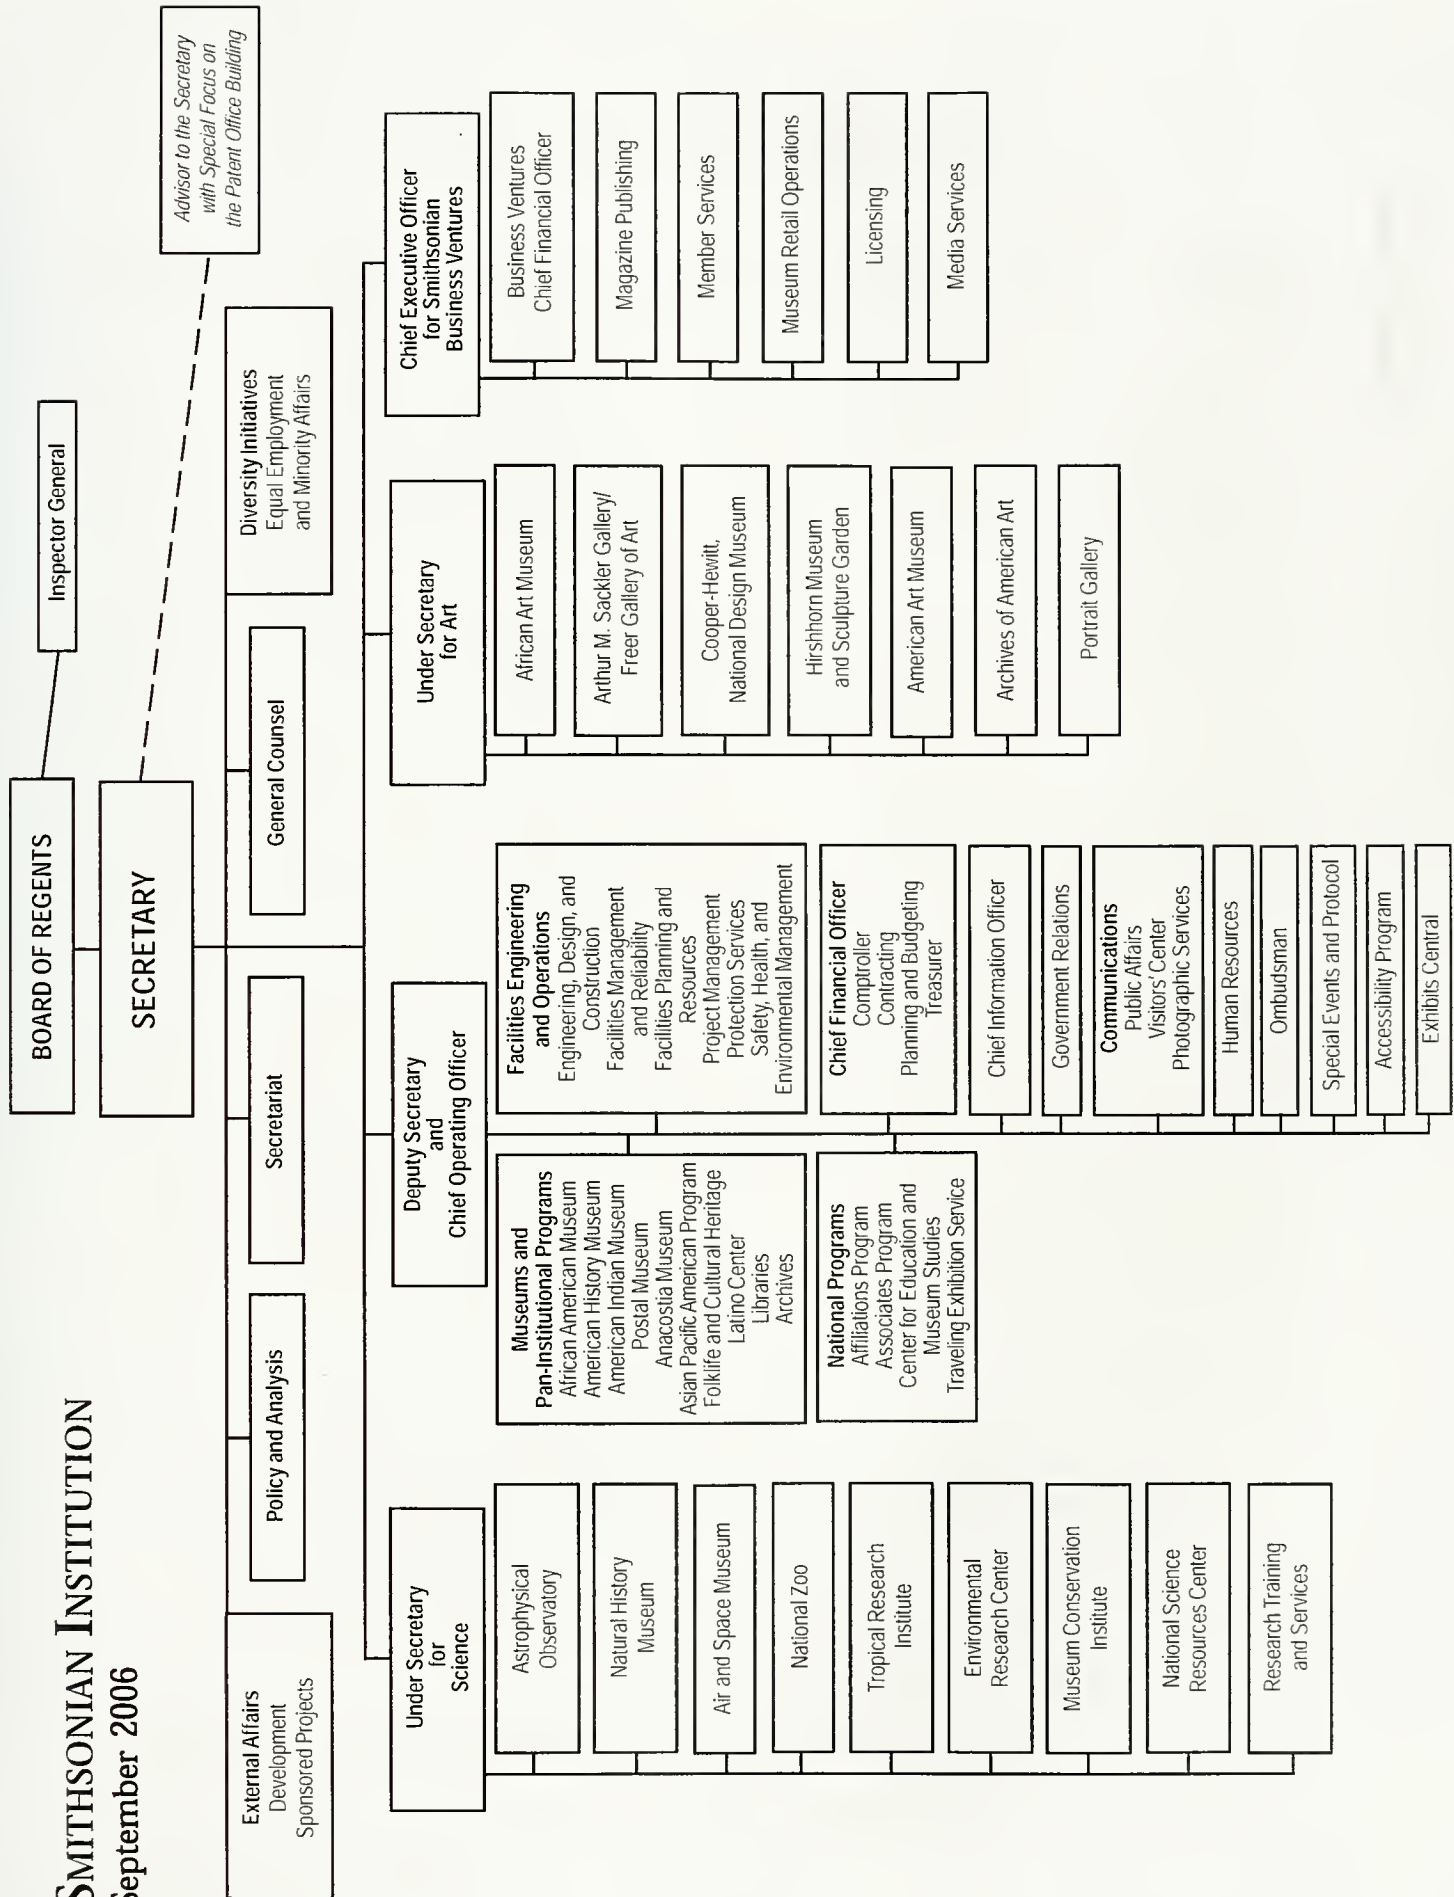 SMITHSONIAN INSTITUTION
September 2006
BOARD OF REGENTS
Inspector General
SECRETARY
Advisor to the Secretary
with Special Focus on
the Patent Office Building
External Affairs
Development
Sponsored Projects
Policy and Analysis
Secretariat
General Counsel
Diversity Initiatives
Equal Employment
and Minority Affairs
Under Secretary
for
Science
Astrophysical
Observatory
Natural History
Museum
Air and Space Museum
National Zoo
Tropical Research
Institute
Environmental
Research Center
Museum Conservation
Institute
National Science
Resources Center
Research Training
and Services
Deputy Secretary
and
Chief Operating Officer
Museums and
Pan-Institutional Programs
African American Museum
American History Museum
American Indian Museum
Postal Museum
Anacostia Museum
Asian Pacific American Program
Folklife and Cultural Heritage
Latino Center
Libraries
Archives
National Programs
Affiliations Program
Associates Program
Center for Education and
Museum Studies
Traveling Exhibition Service
Facilities Engineering
and Operations
Engineering, Design, and
Construction
Facilities Management
and Reliability
Facilities Planning and
Resources
Project Management
Protection Services
Safety, Health, and
Environmental Management
Chief Financial Officer
Comptroller
Contracting
Planning and Budgeting
Treasurer
Chief Information Officer
Government Relations
Communications
Public Affairs
Visitors' Center
Photographic Services
Human Resources
Ombudsman
Special Events and Protocol
Accessibility Program
Exhibits Central
Under Secretary
for Art
African Art Museum
Arthur M. Sackler Gallery/
Freer Gallery of Art
Cooper-Hewitt,
National Design Museum
Hirshhorn Museum
and Sculpture Garden
American Art Museum
Archives of American Art
Portrait Gallery
Chief Executive Officer
for Smithsonian
Business Ventures
Business Ventures
Chief Financial Officer
Magazine Publishing
Member Services
Museum Retail Operations
Licensing
Media Services